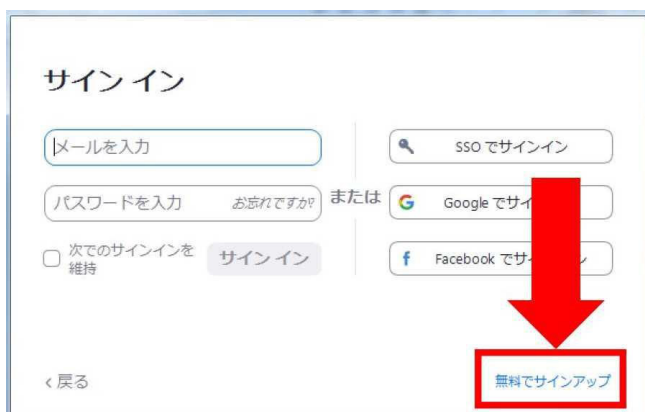 サイン イン
メールを入力
パスワードを入力 お忘れですか?
次でのサインインを
維持
サイン イン
または
SSO でサインイン
Google でサ
Facebook でサ
ン
< 戻る
無料でサインアップ